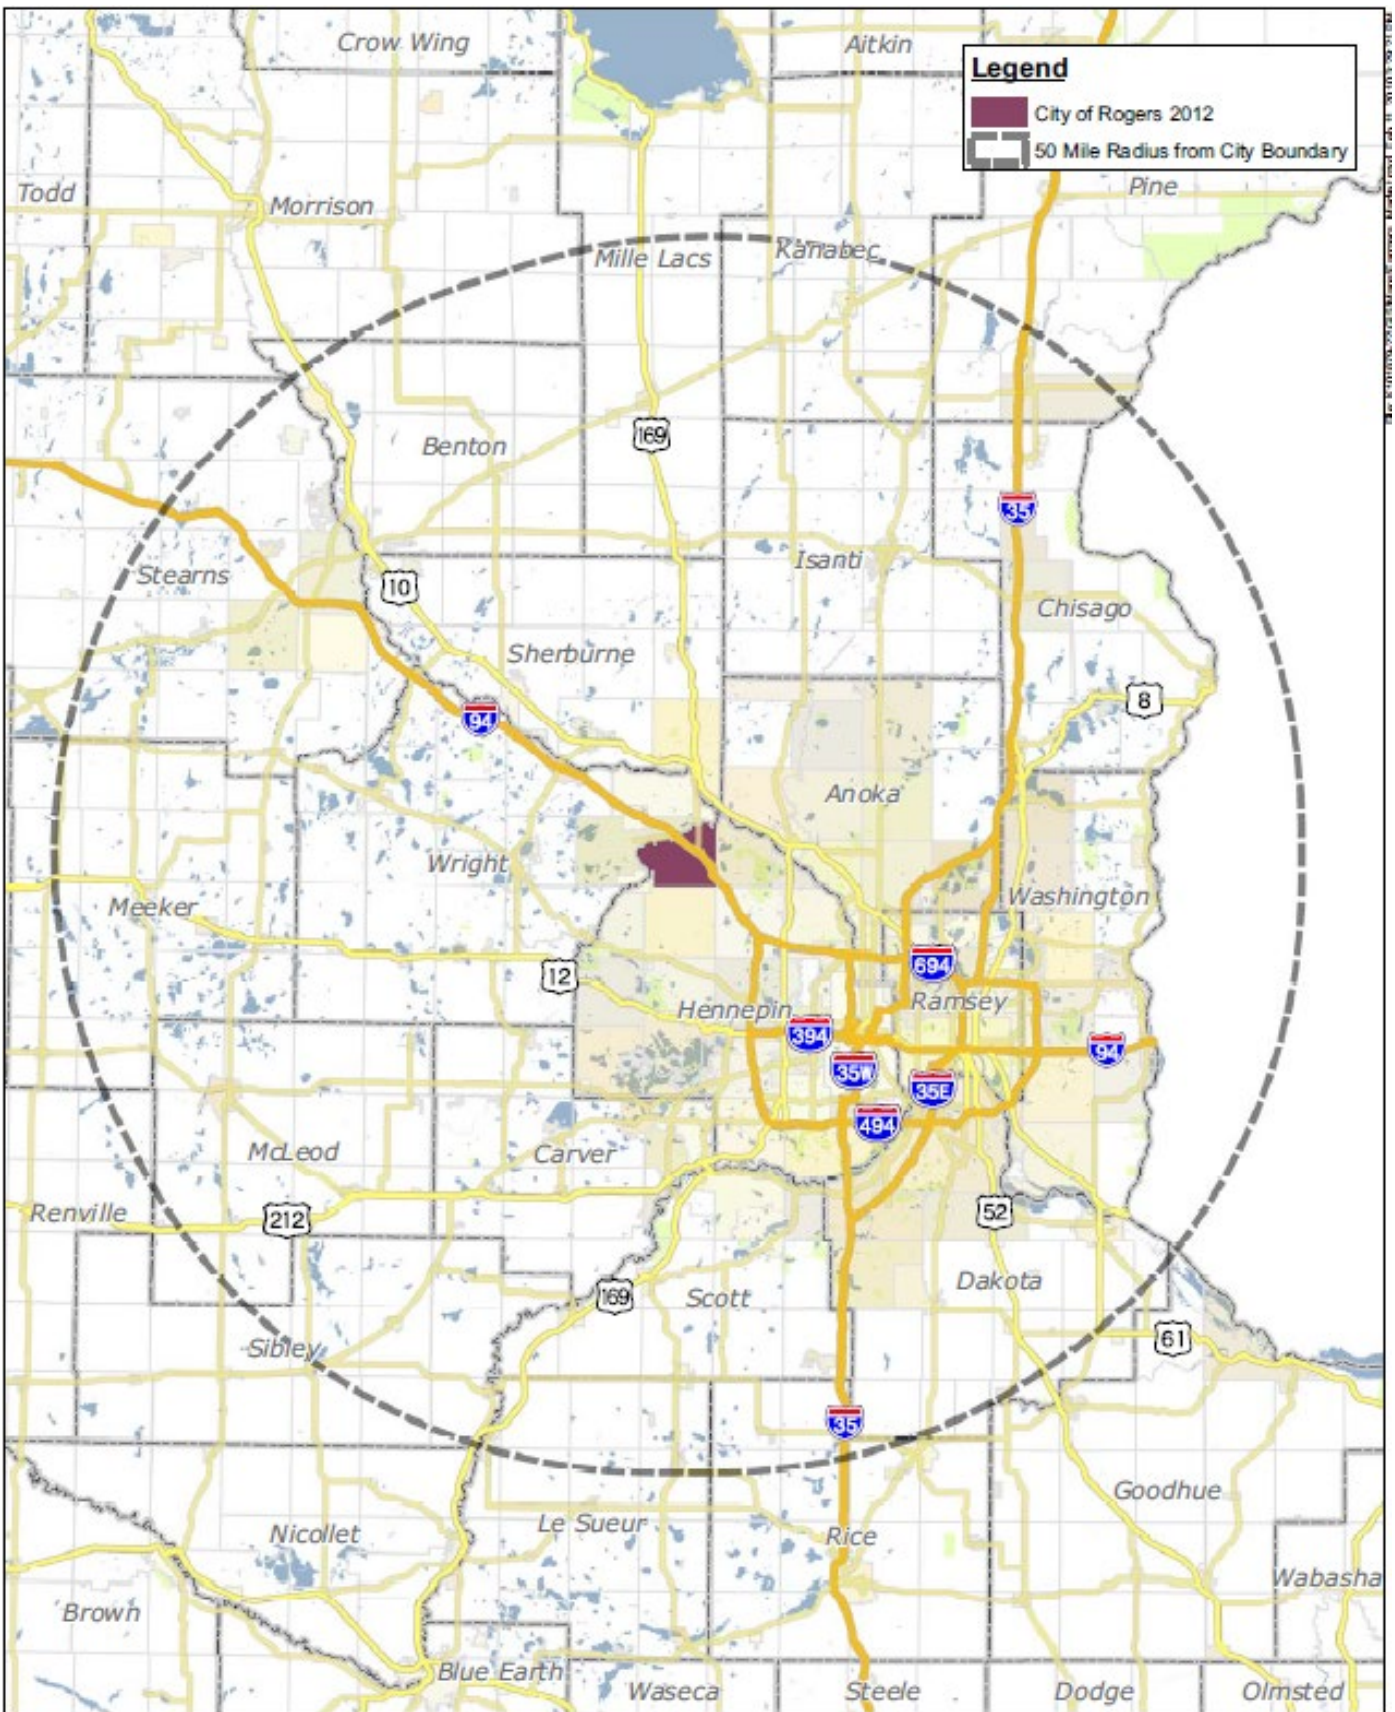 Crow Wing
Aitkin
Legend
City of Rogers 2012
50 Mile Radius from City Boundary
Todd
Morrison
Pine
Mille Lacs
Kanabec
Benton
169
35
Stearns
10
Isanti
Chisago
Sherburne
8
94
Anoka
Wright
Meeker
Washington
12
694
Hennepin
Ramsey
394
94
35W
35E
494
McLeod
Carver
Renville
212
52
Dakota
169
Scott
61
Sibley
35
Goodhue
Nicollet
Le Sueur
Rice
Wabasha
Brown
Blue Earth
Waseca
Steele
Dodge
Olmsted